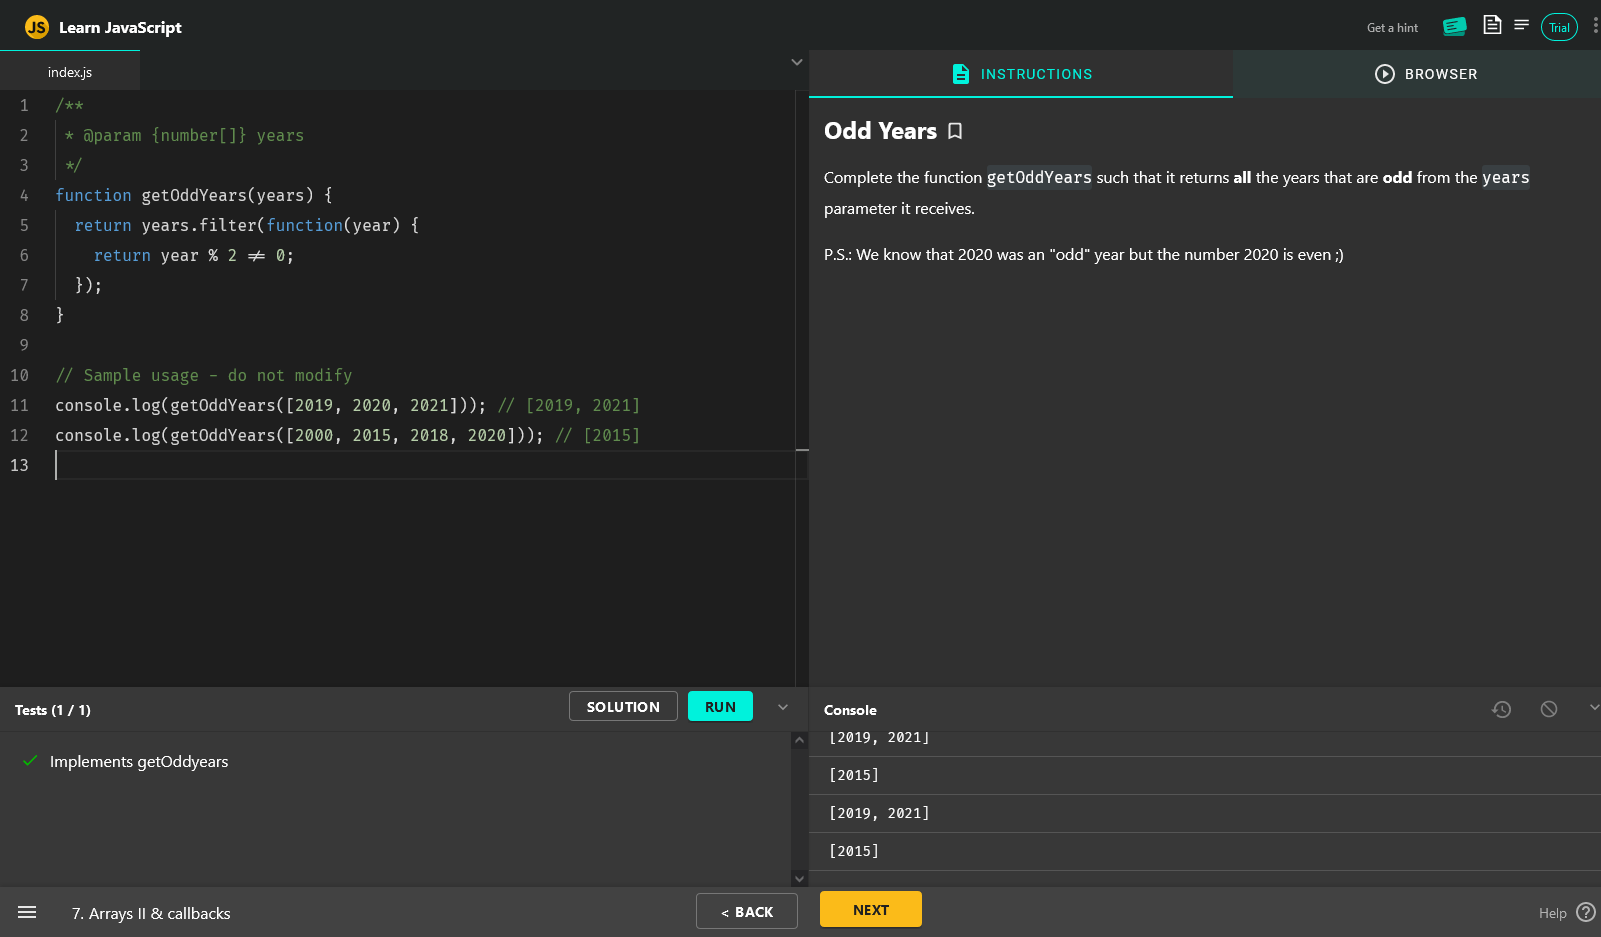 JS Learn JavaScript
Get a hint
Trial
index.js
INSTRUCTIONS
BROWSER
1 /**
2 * @param {number[]} years
3 */
4 function getOddYears(years) {
5 return years.filter(function(year) {
6 return year % 2 ≠ 0;
7 });
8 }
9
10 // Sample usage - do not modify
11 console.log(getOddYears([2019, 2020, 2021])); // [2019, 2021]
12 console.log(getOddYears([2000, 2015, 2018, 2020])); // [2015]
13
Odd Years
Complete the function getOddYears such that it returns all the years that are odd from the years
parameter it receives.
P.S.: We know that 2020 was an "odd" year but the number 2020 is even ;)
Tests (1 / 1)
SOLUTION
RUN
Implements getOddyears
Console
[2019, 2021]
[2015]
[2019, 2021]
[2015]
7. Arrays II & callbacks
< BACK
NEXT
Help ?